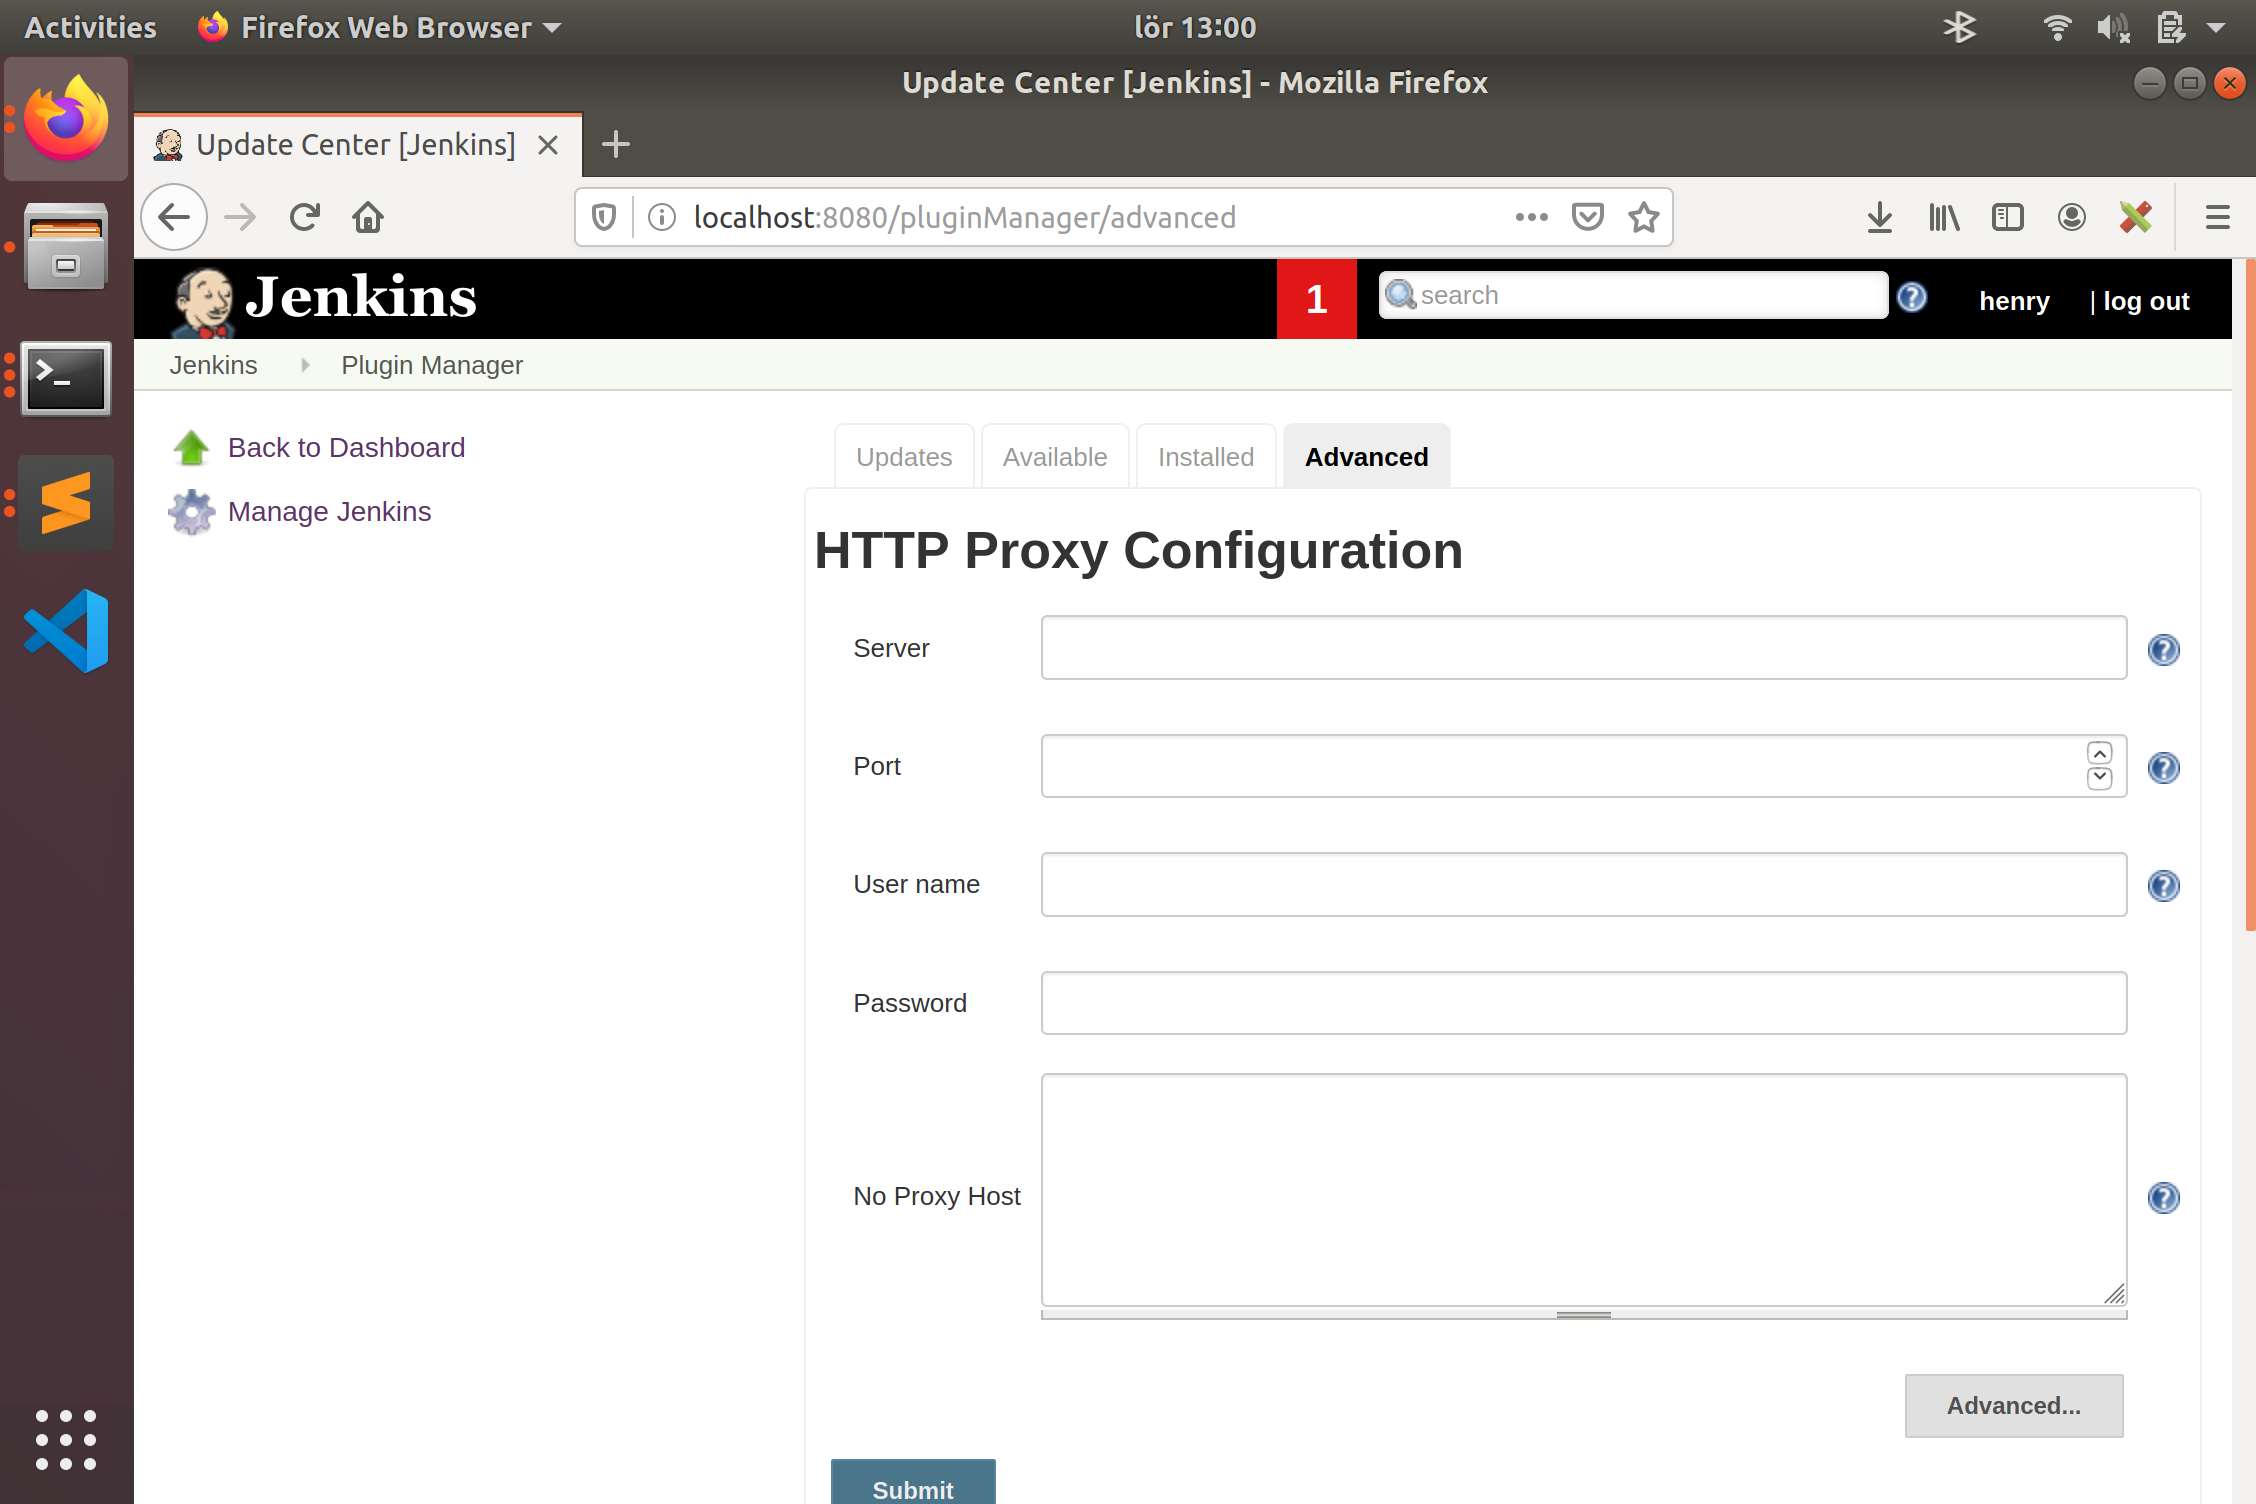 Activities Firefox Web Browser lör 13:00
Update Center [Jenkins] - Mozilla Firefox
Update Center [Jenkins]
localhost:8080/pluginManager/advanced
Jenkins 1 search henry | log out
Jenkins Plugin Manager
Back to Dashboard
Manage Jenkins
Updates Available Installed Advanced
HTTP Proxy Configuration
Server
Port
User name
Password
No Proxy Host
Advanced...
Submit